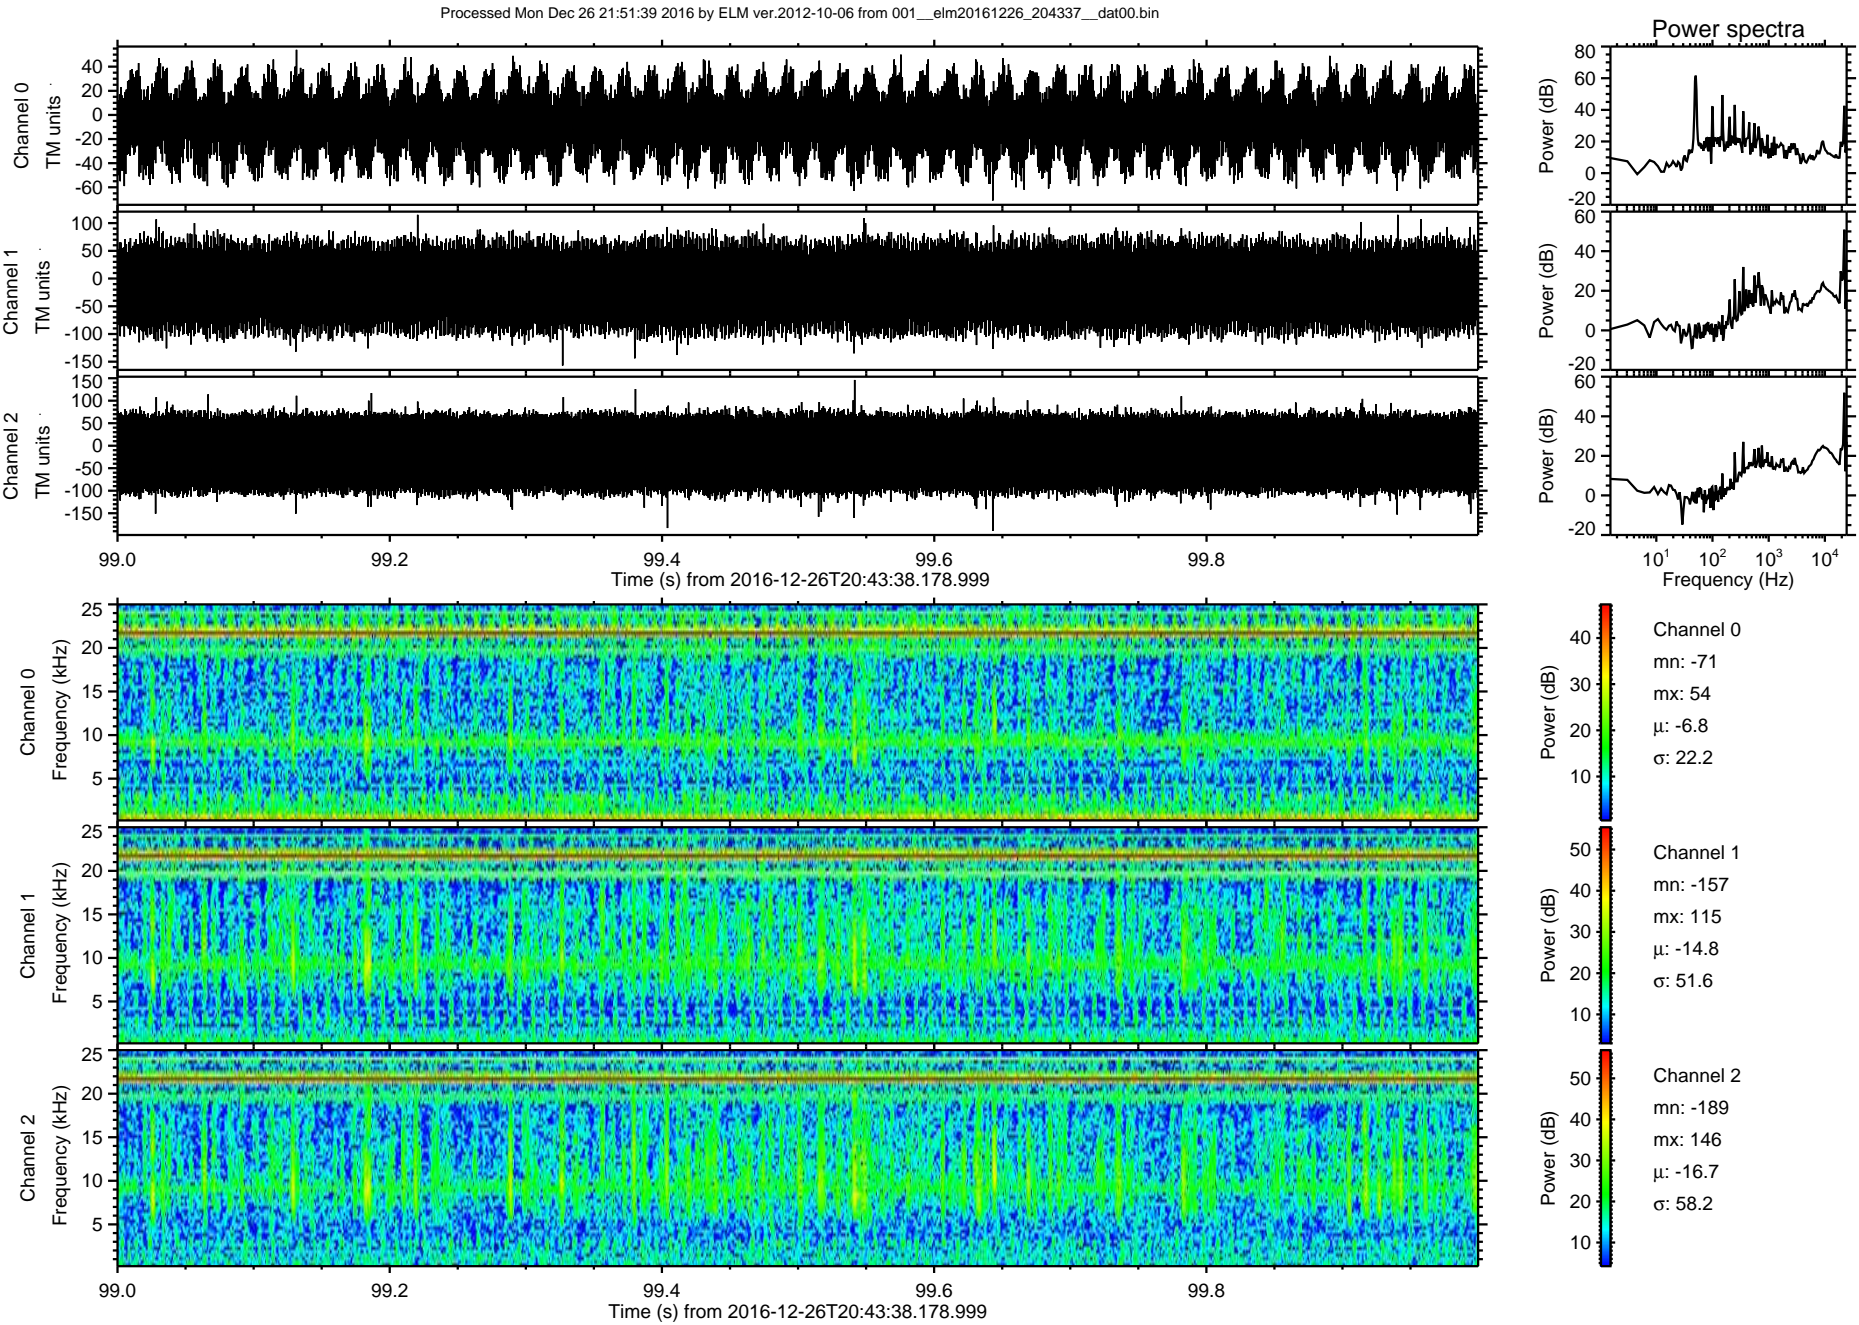 Processed Mon Dec 26 21:51:39 2016 by ELM ver.2012-10-06 from 001__elm20161226_204337__dat00.bin
Power spectra
Channel 0
TM units
40
20
0
-20
-40
-60
Power (dB)
80
60
40
20
0
-20
Channel 1
TM units
100
50
0
-50
-100
-150
Power (dB)
60
40
20
0
-20
Channel 2
TM units
150
100
50
0
-50
-100
-150
Power (dB)
60
40
20
0
-20
99.0 99.2 99.4 99.6 99.8
Time (s) from 2016-12-26T20:43:38.178.999
10^1 10^2 10^3 10^4
Frequency (Hz)
Channel 0
Frequency (kHz)
25
20
15
10
5
Power (dB)
40
30
20
10
Channel 0
mn: -71
mx: 54
µ: -6.8
σ: 22.2
Channel 1
Frequency (kHz)
25
20
15
10
5
Power (dB)
50
40
30
20
10
Channel 1
mn: -157
mx: 115
µ: -14.8
σ: 51.6
Channel 2
Frequency (kHz)
25
20
15
10
5
Power (dB)
50
40
30
20
10
Channel 2
mn: -189
mx: 146
µ: -16.7
σ: 58.2
99.0 99.2 99.4 99.6 99.8
Time (s) from 2016-12-26T20:43:38.178.999